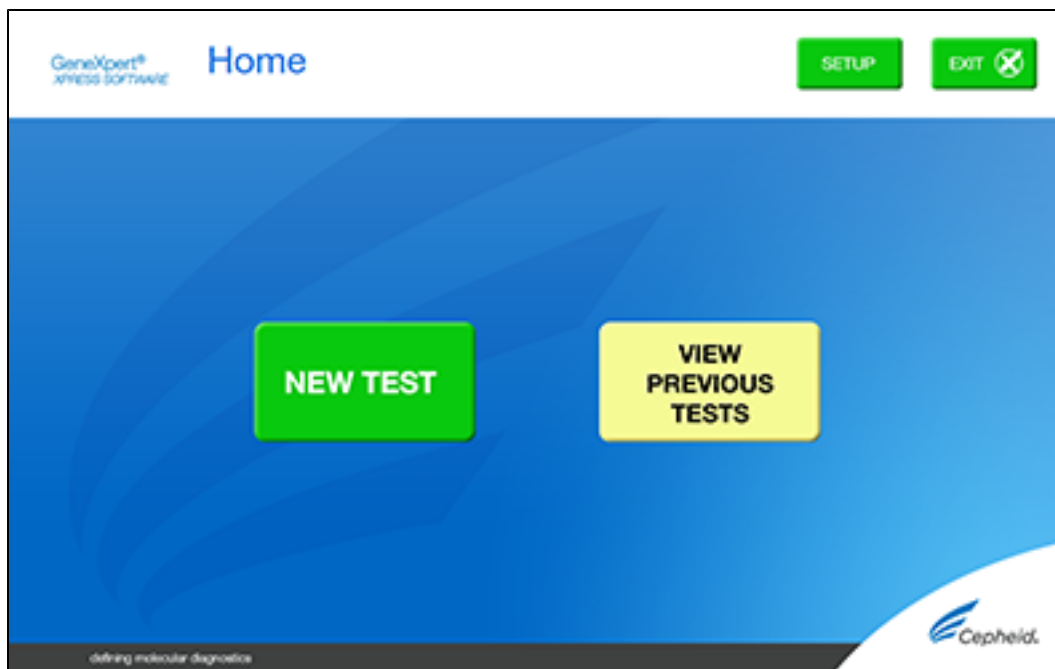 GeneXpert®
XPRESS SOFTWARE
Home
SETUP
EXIT
NEW TEST
VIEW
PREVIOUS
TESTS
Cepheid.
defining molecular diagnostics